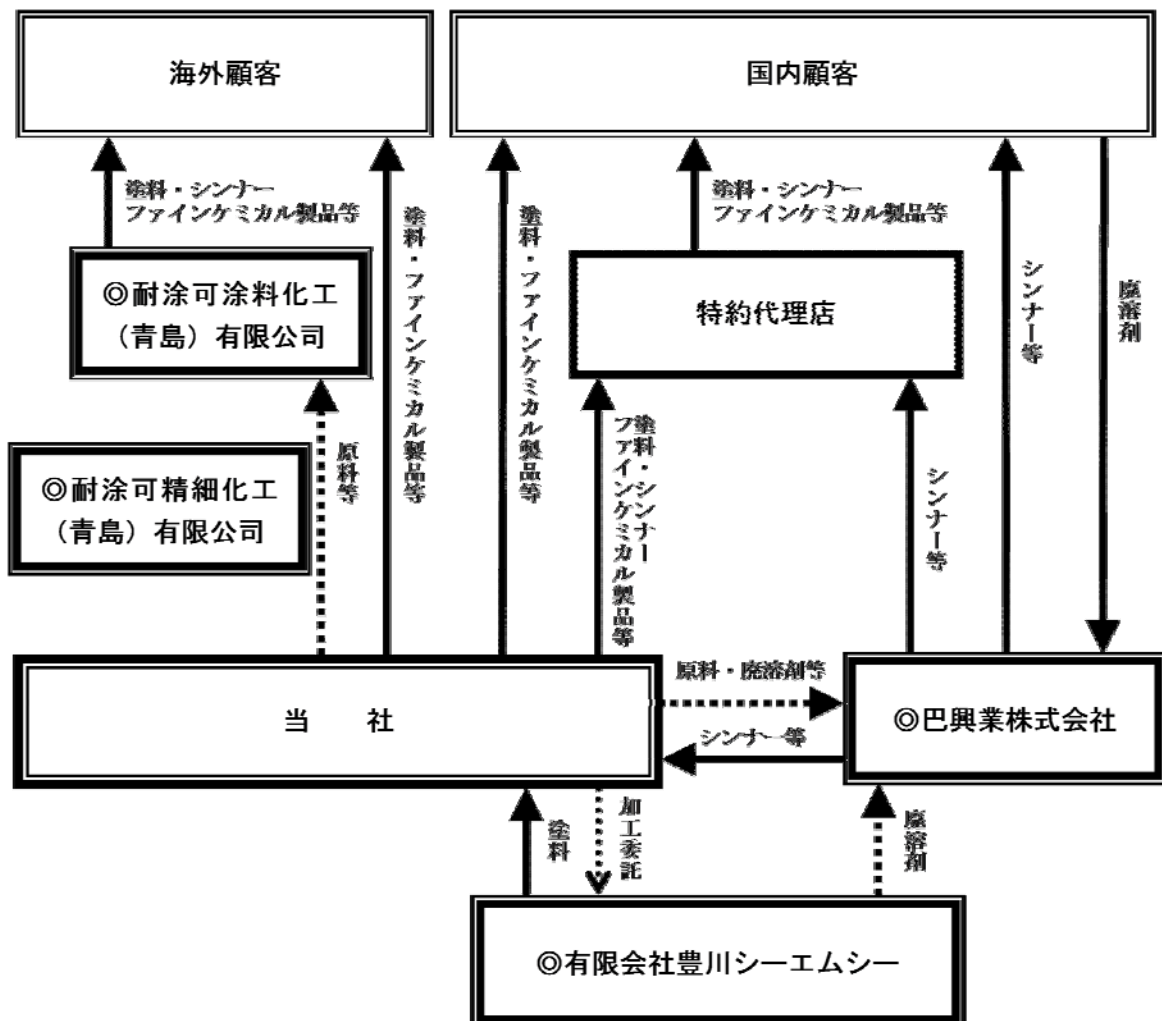 海外顧客
国内顧客
塗料・シンナー
ファインケミカル製品等
塗料・ファインケミカル製品等
塗料・ファインケミカル製品等
塗料・シンナー
ファインケミカル製品等
シンナー等
廃溶剤
◎耐涂可涂料化工
（青島）有限公司
特約代理店
原料等
塗料・シンナー
ファインケミカル製品等
シンナー等
◎耐涂可精細化工
（青島）有限公司
当　　社
原料・廃溶剤等
シンナー等
◎巴興業株式会社
塗料
加工委託
廃溶剤
◎有限会社豊川シーエムシー